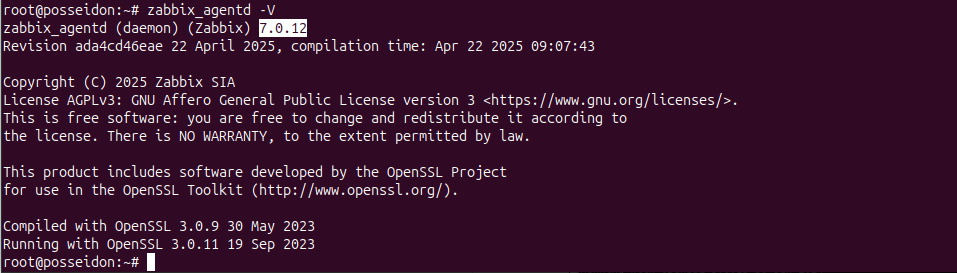 root@posseidon:~# zabbix_agentd -V
zabbix_agentd (daemon) (Zabbix) 7.0.12
Revision ada4cd46eae 22 April 2025, compilation time: Apr 22 2025 09:07:43
Copyright (C) 2025 Zabbix SIA
License AGPLv3: GNU Affero General Public License version 3 <https://www.gnu.org/licenses/>.
This is free software: you are free to change and redistribute it according to
the license. There is NO WARRANTY, to the extent permitted by law.
This product includes software developed by the OpenSSL Project
for use in the OpenSSL Toolkit (http://www.openssl.org/).
Compiled with OpenSSL 3.0.9 30 May 2023
Running with OpenSSL 3.0.11 19 Sep 2023
root@posseidon:~#